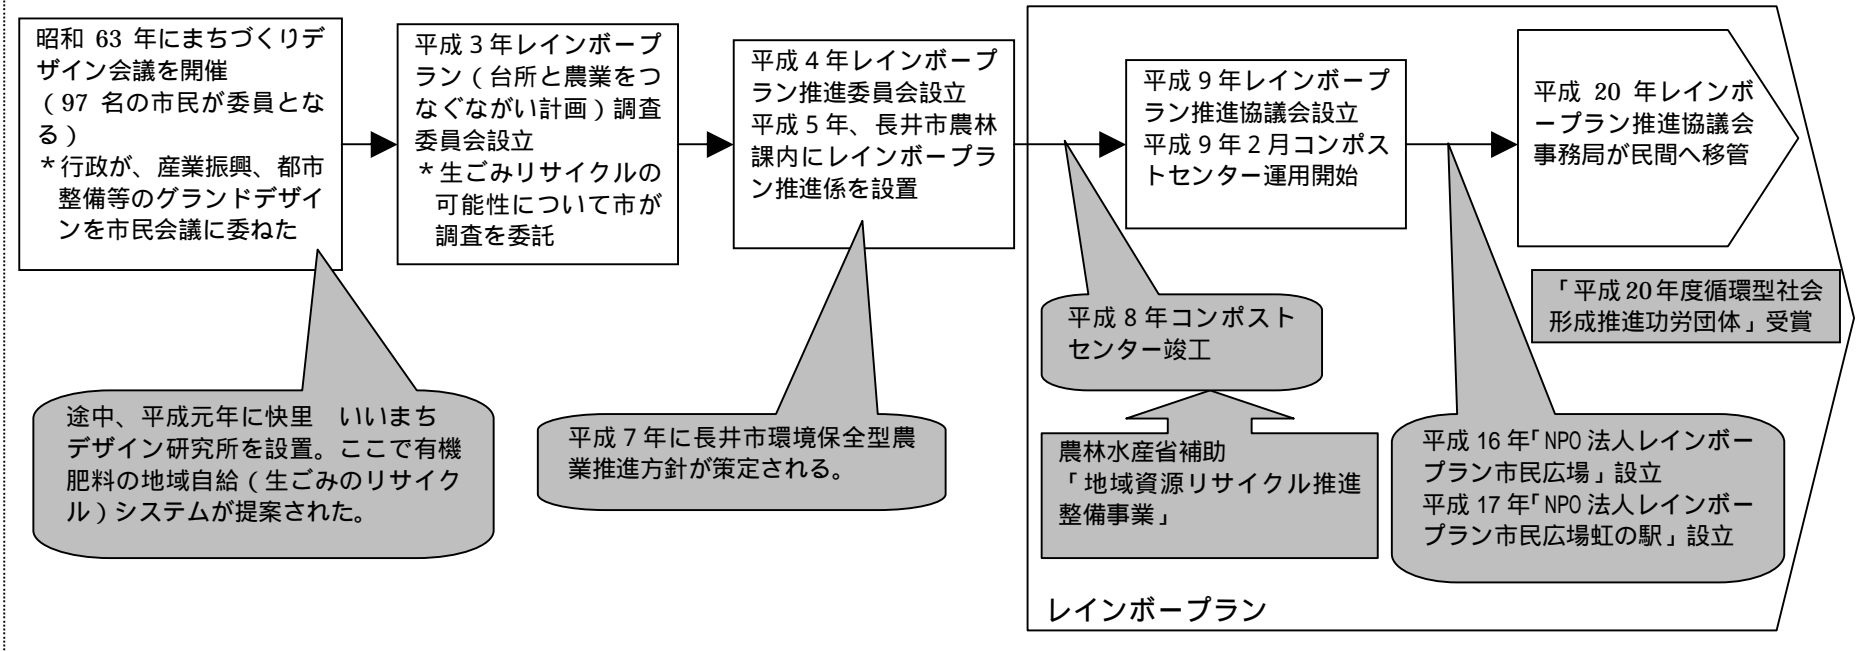 昭和 63 年にまちづくりデ
ザイン会議を開催
(97 名の市民が委員とな
る)
*行政が、産業振興、都市
整備等のグランドデザイ
ンを市民会議に委ねた
平成3年レインボープ
ラン(台所と農業をつ
なぐながい計画)調査
委員会設立
*生ごみリサイクルの
可能性について市が
調査を委託
平成4年レインボープ
ラン推進委員会設立
平成5年、長井市農林
課内にレインボープラ
ン推進係を設置
平成9年レインボープ
ラン推進協議会設立
平成9年2月コンポス
トセンター運用開始
平成 20 年レインボ
ープラン推進協議会
事務局が民間へ移管
「平成20年度循環型社会
形成推進功労団体」受賞
平成8年コンポスト
センター竣工
途中、平成元年に快里 いいまち
デザイン研究所を設置。ここで有機
肥料の地域自給(生ごみのリサイク
ル)システムが提案された。
平成7年に長井市環境保全型農
業推進方針が策定される。
農林水産省補助
「地域資源リサイクル推進
整備事業」
平成16年「NPO法人レインボー
プラン市民広場」設立
平成17年「NPO法人レインボー
プラン市民広場虹の駅」設立
レインボープラン